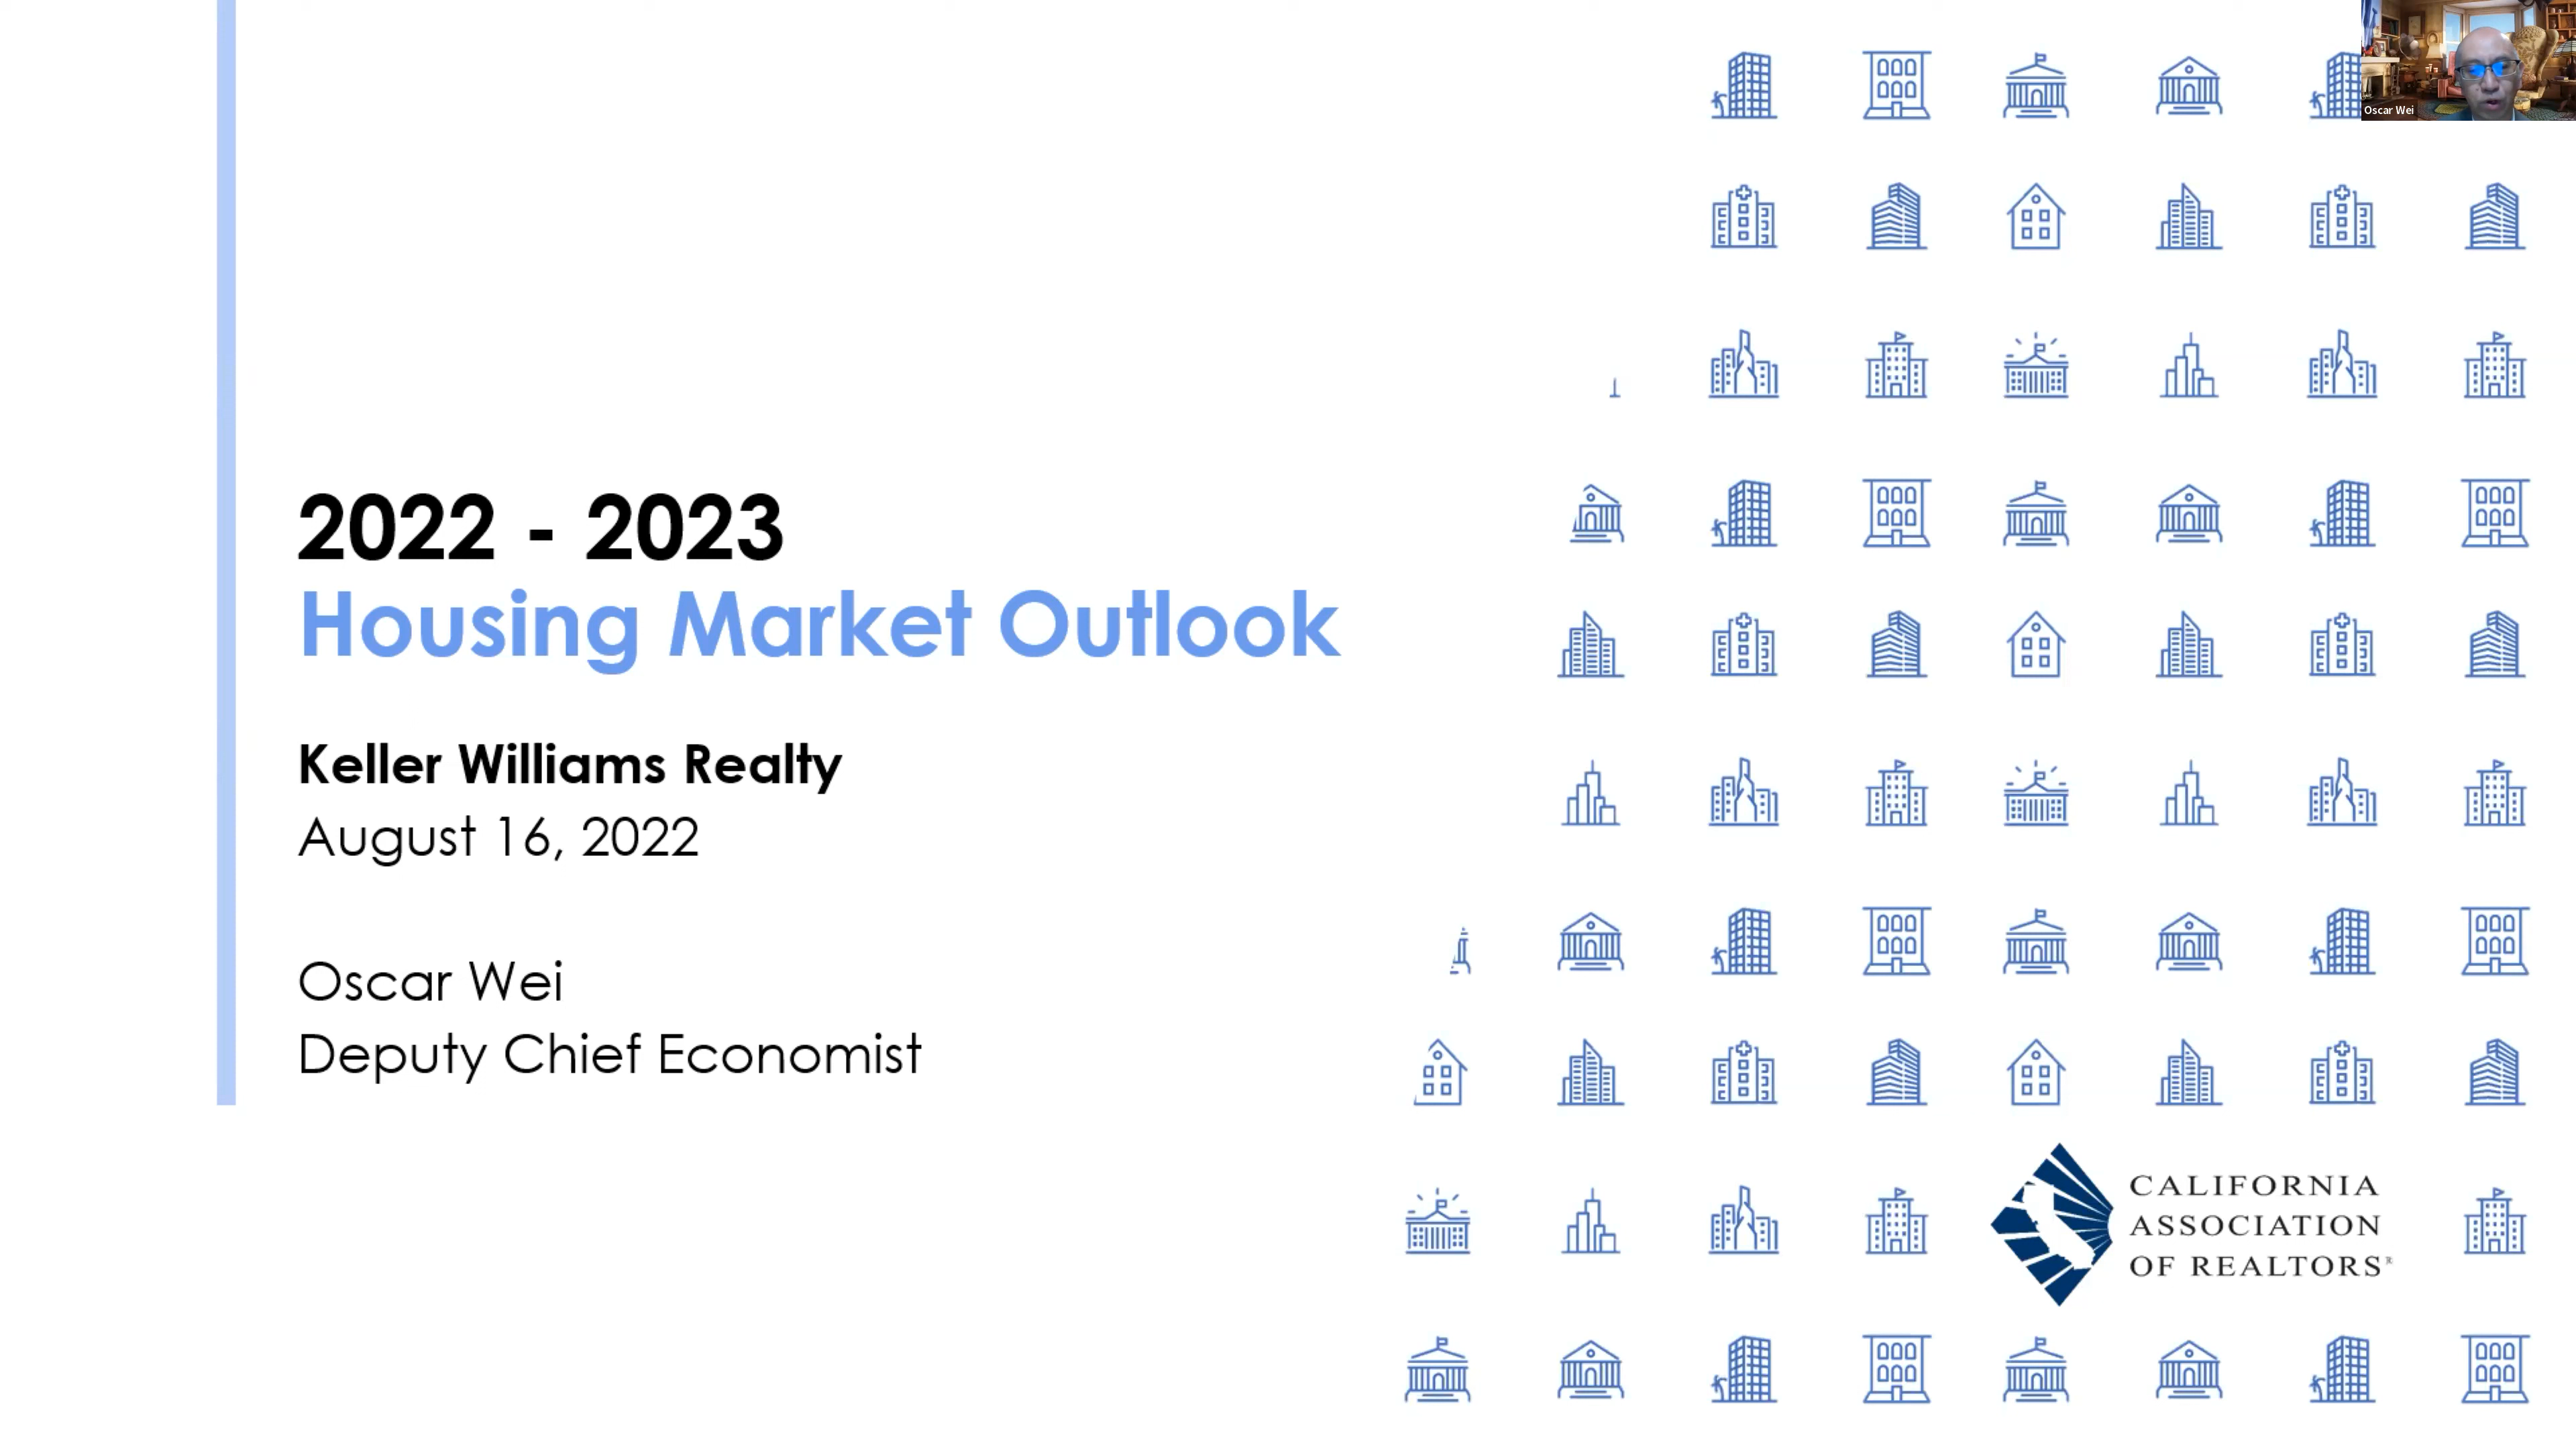 Oscar Wei
2022 - 2023
Housing Market Outlook
Keller Williams Realty
August 16, 2022
Oscar Wei
Deputy Chief Economist
CALIFORNIA
ASSOCIATION
OF REALTORS®